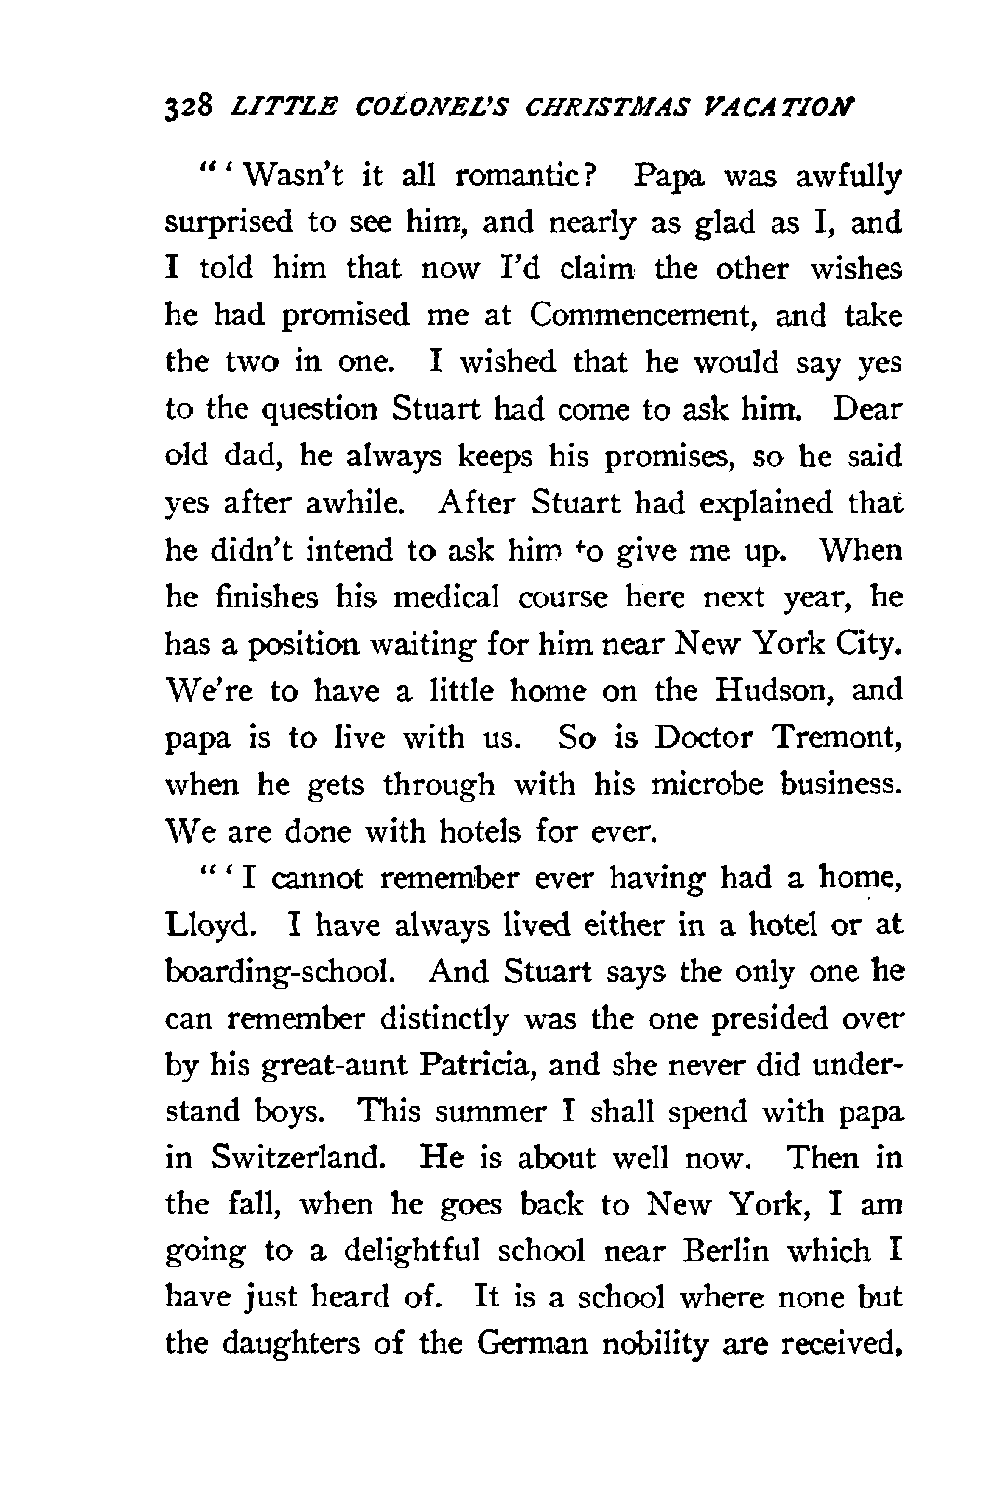 328 LITTLE COLONEL'S CHRISTMAS VACATION
"' Wasn't it all romantic? Papa was awfully
surprised to see him, and nearly as glad as I, and
I told him that now I'd claim the other wishes
he had promised me at Commencement, and take
the two in one. I wished that he would say yes
to the question Stuart had come to ask him. Dear
old dad, he always keeps his promises, so he said
yes after awhile. After Stuart had explained that
he didn't intend to ask him to give me up. When
he finishes his medical course here next year, he
has a position waiting for him near New York City.
We're to have a little home on the Hudson, and
papa is to live with us. So is Doctor Tremont,
when he gets through with his microbe business.
We are done with hotels for ever.
"' I cannot remember ever having had a home,
Lloyd. I have always lived either in a hotel or at
boarding-school. And Stuart says the only one he
can remember distinctly was the one presided over
by his great-aunt Patricia, and she never did under-
stand boys. This summer I shall spend with papa
in Switzerland. He is about well now. Then in
the fall, when he goes back to New York, I am
going to a delightful school near Berlin which I
have just heard of. It is a school where none but
the daughters of the German nobility are received,